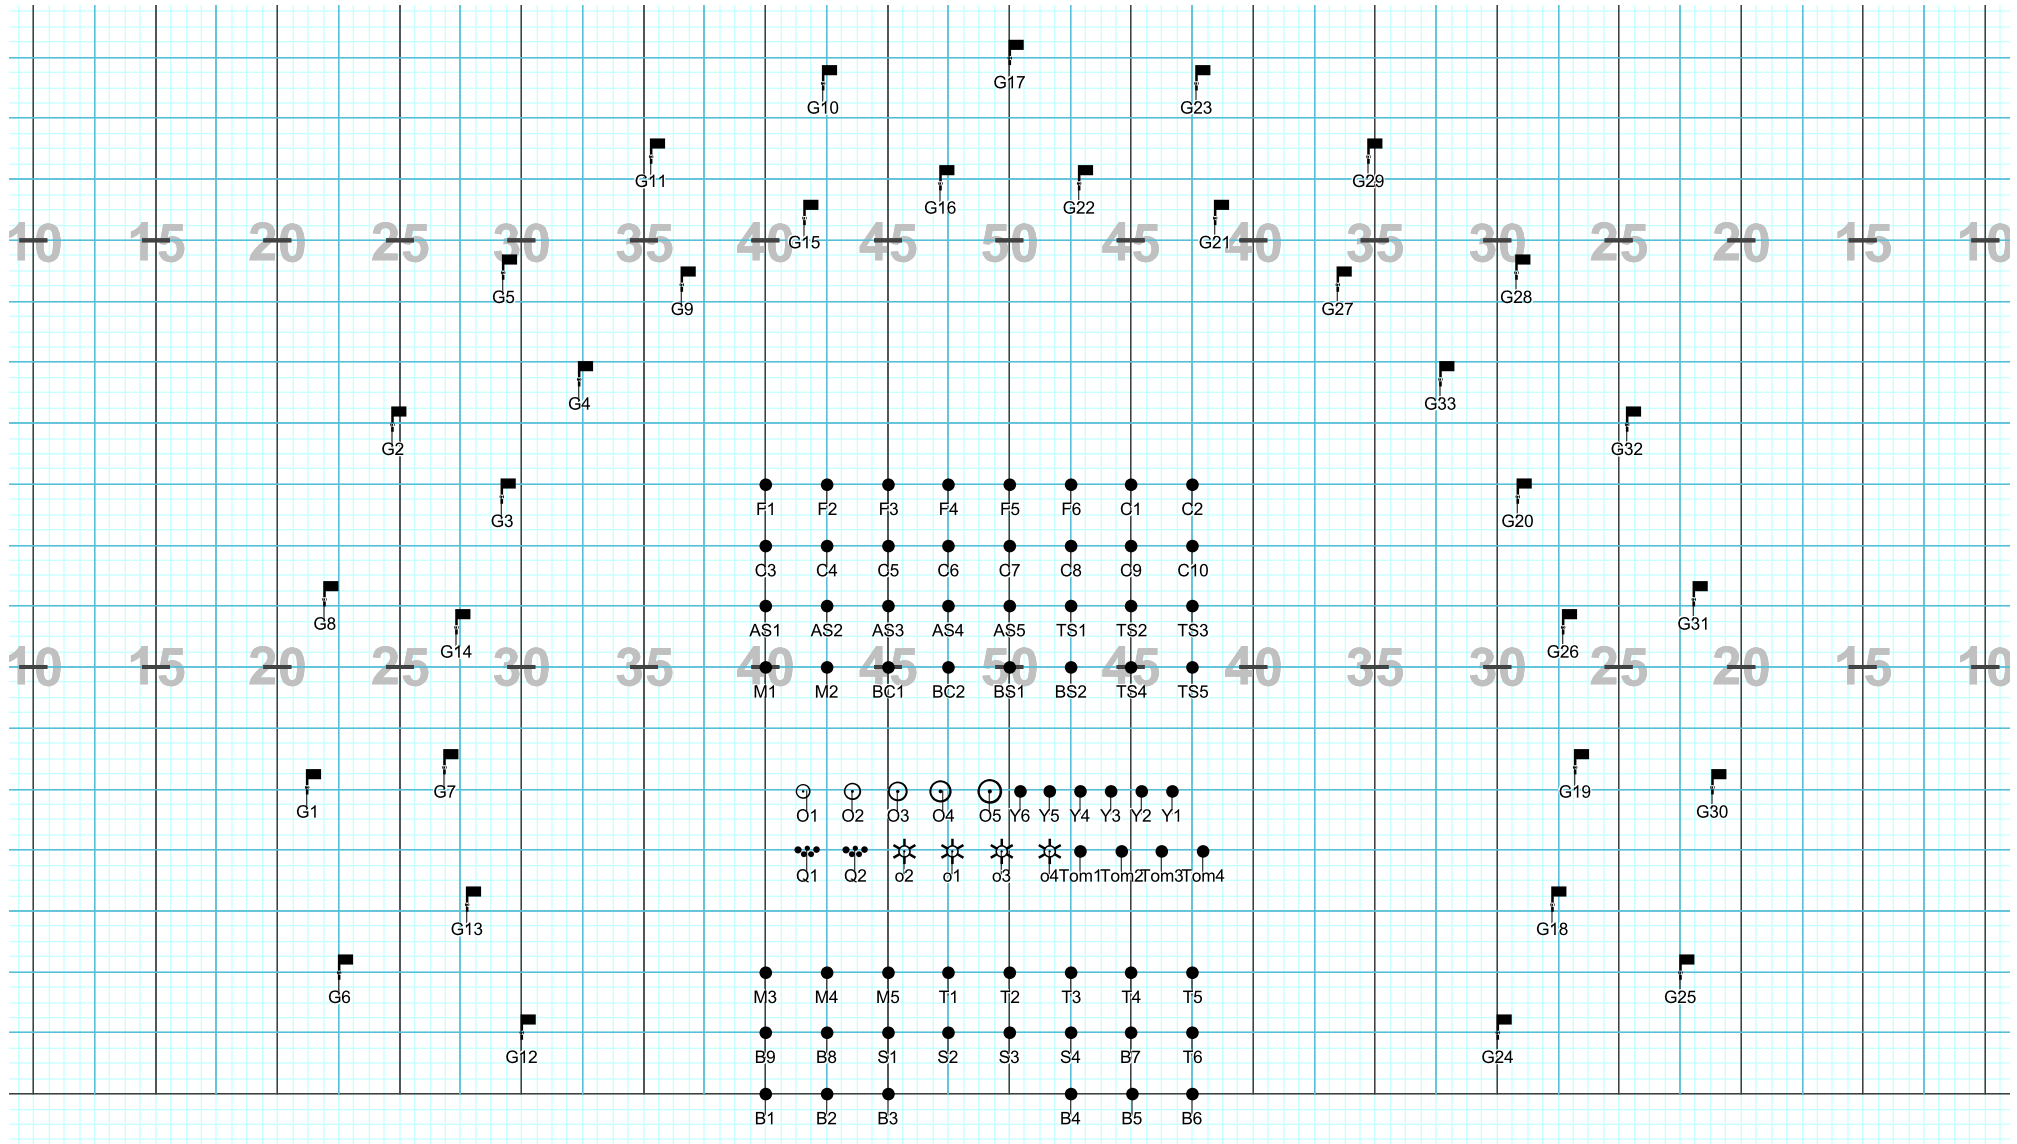 G17
G10 G23
G11 G29
G16 G22
G15 G21
10 15 20 25 30 35 40 45 50 45 40 35 30 25 20 15 10
G5 G28
G9 G27
G4 G33
G2 G32
F1 F2 F3 F4 F5 F6 C1 C2
G3 G20
C3 C4 C5 C6 C7 C8 C9 C10
G8 G31
AS1 AS2 AS3 AS4 AS5 TS1 TS2 TS3
G14 G26
10 15 20 25 30 35 40 45 50 45 40 35 30 25 20 15 10
M1 M2 BC1 BC2 BS1 BS2 TS4 TS5
G7 G19
G1 O1 O2 O3 O4 O5 Y6 Y5 Y4 Y3 Y2 Y1 G30
Q1 Q2 o2 o1 o3 o4 Tom1 Tom2 Tom3 Tom4
G13 G18
G6 M3 M4 M5 T1 T2 T3 T4 T5 G25
G12 B9 B8 S1 S2 S3 S4 B7 T6 G24
B1 B2 B3 B4 B5 B6